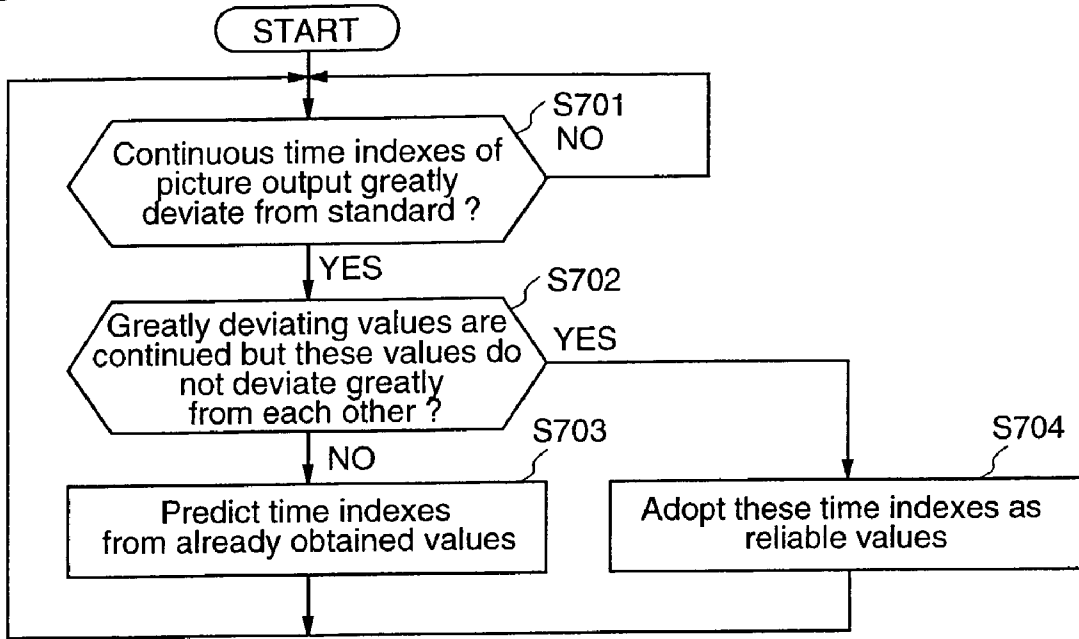 START
S701
NO
Continuous time indexes of
picture output greatly
deviate from standard ?
YES
S702
Greatly deviating values are
continued but these values do
not deviate greatly
from each other ?
YES
NO
S703
Predict time indexes
from already obtained values
S704
Adopt these time indexes as
reliable values